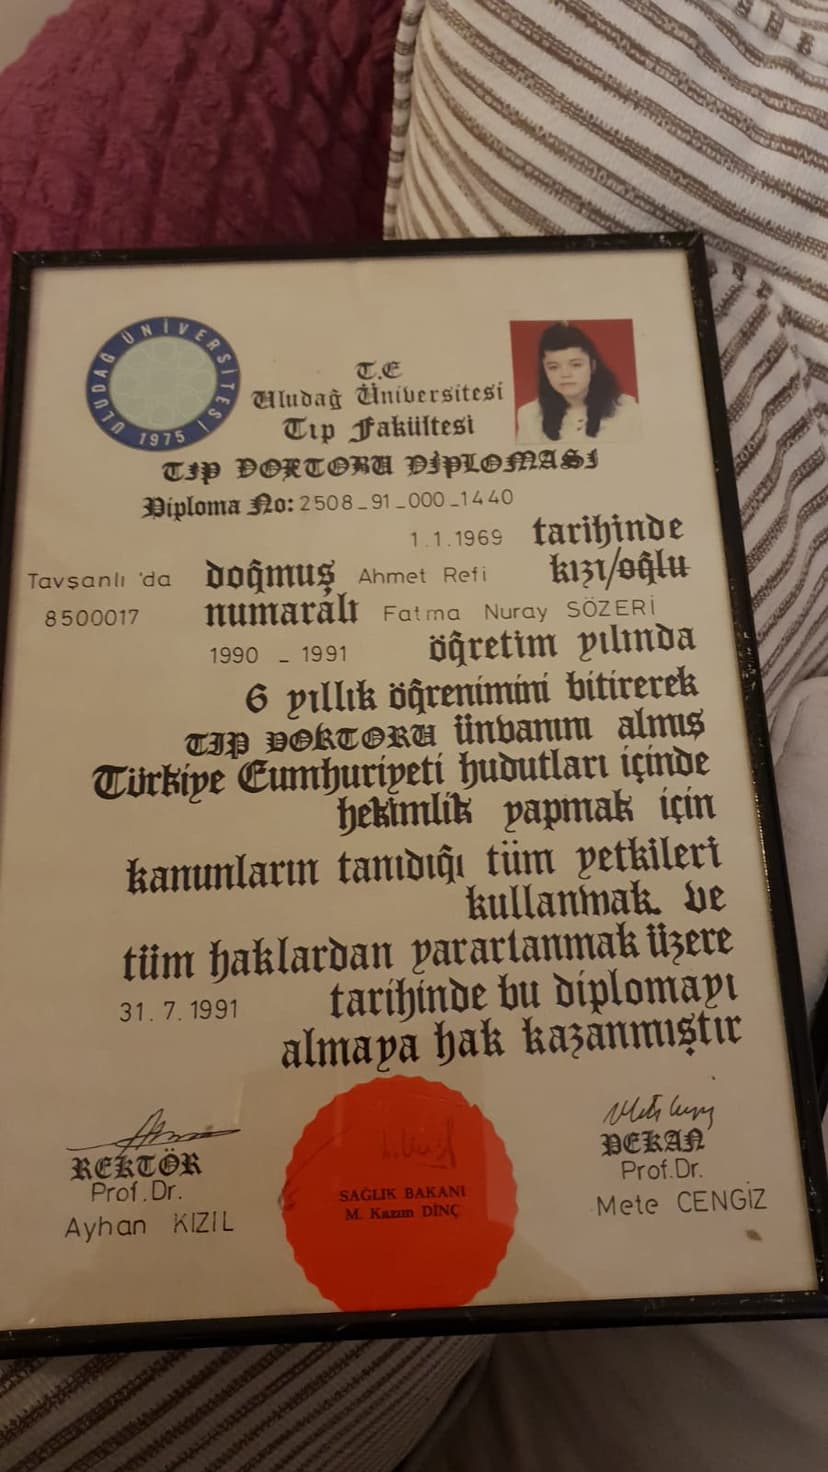 ULUDAĞ ÜNİVERSİTESİ
1975
T.C
Uludağ Üniversitesi
Tıp Fakültesi
TIP DOKTORU DİPLOMASI
Diploma No: 2508_91_000_1440
1.1.1969 tarihinde
Tavşanlı 'da doğmuş Ahmet Refi kızı/oğlu
8500017 numaralı Fatma Nuray SÖZERİ
1990 _ 1991 öğretim yılında
6 yıllık öğrenimini bitirerek
TIP DOKTORU ünvanını almış
Türkiye Cumhuriyeti hudutları içinde
hekimlik yapmak için
kanunların tanıdığı tüm yetkileri
kullanmak ve
tüm haklardan yararlanmak üzere
31.7.1991 tarihinde bu diplomayı
almaya hak kazanmıştır
REKTÖR
Prof.Dr.
Ayhan KIZIL
SAĞLIK BAKANI
M. Kazım DİNÇ
DEKAN
Prof.Dr.
Mete CENGİZ